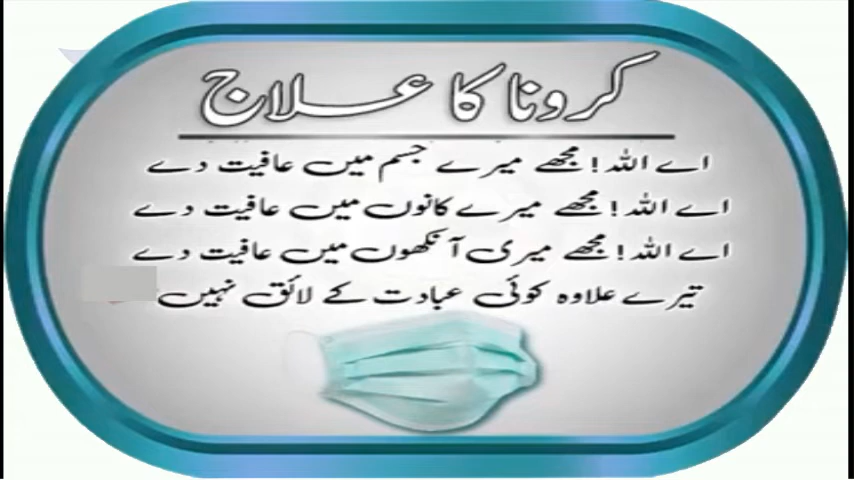 کرونا کا علاج
اے اللہ! مجھے میرے جسم میں عافیت دے
اے اللہ! مجھے میرے کانوں میں عافیت دے
اے اللہ! مجھے میری آنکھوں میں عافیت دے
تیرے علاوہ کوئی عبادت کے لائق نہیں